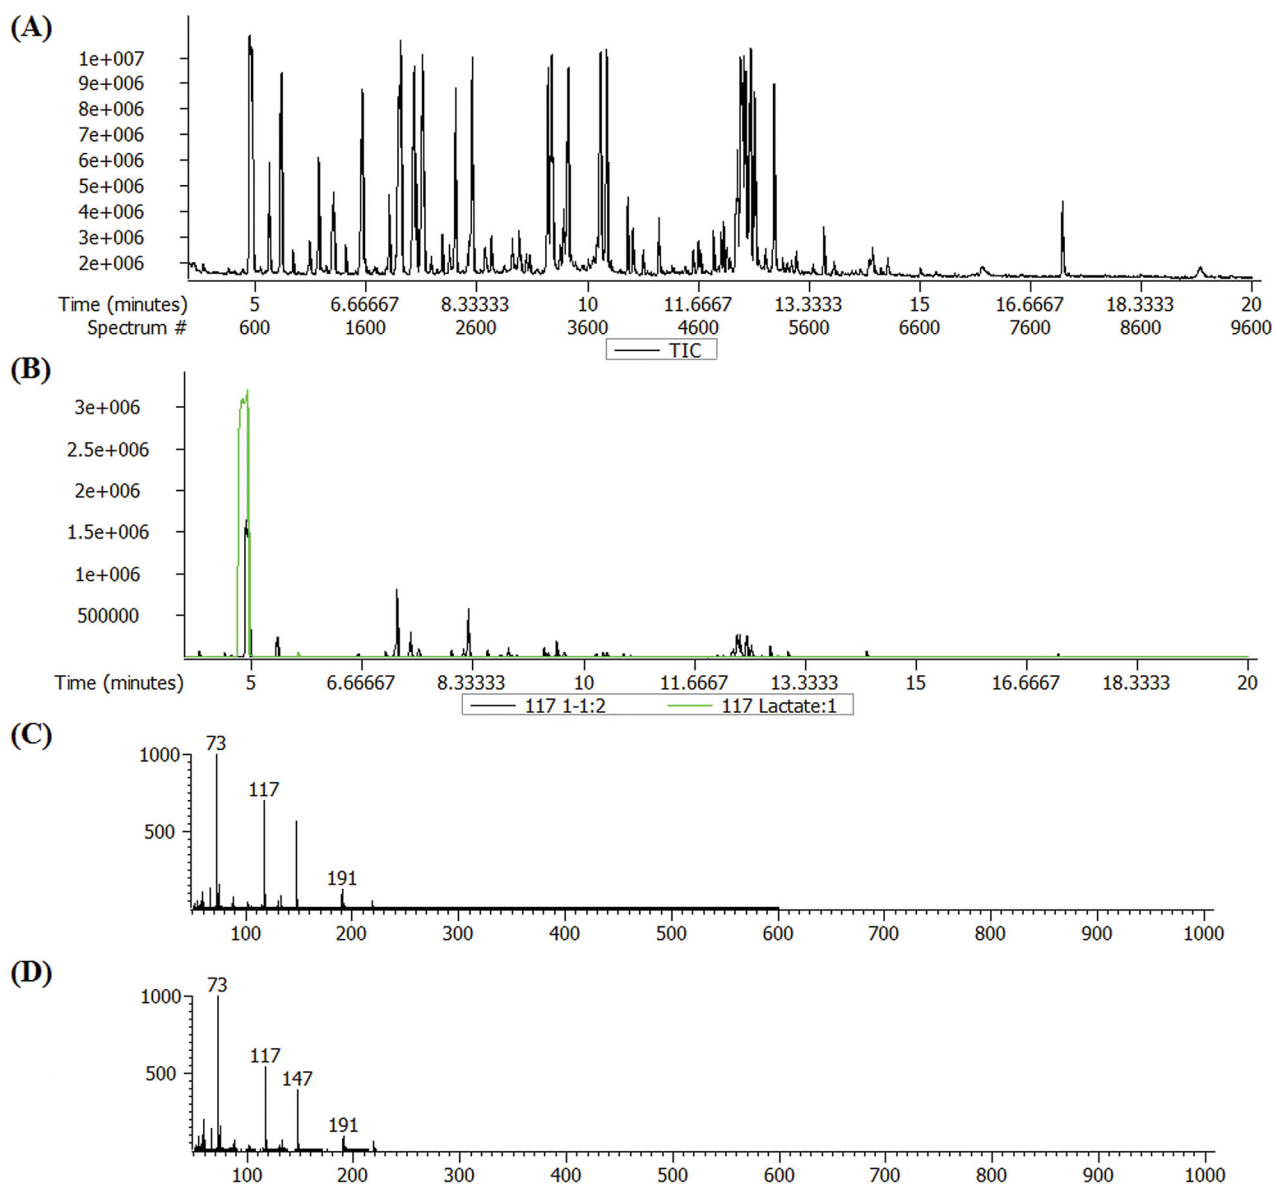 (A)
1e+007
9e+006
8e+006
7e+006
6e+006
5e+006
4e+006
3e+006
2e+006
Time (minutes) 5 6.66667 8.33333 10 11.6667 13.3333 15 16.6667 18.3333 20
Spectrum # 600 1600 2600 3600 4600 5600 6600 7600 8600 9600
TIC
(B)
3e+006
2.5e+006
2e+006
1.5e+006
1e+006
500000
Time (minutes) 5 6.66667 8.33333 10 11.6667 13.3333 15 16.6667 18.3333 20
117 1-1:2 117 Lactate:1
(C)
73
1000
117
500
191
100 200 300 400 500 600 700 800 900 1000
(D)
73
1000
117
500 147
191
100 200 300 400 500 600 700 800 900 1000